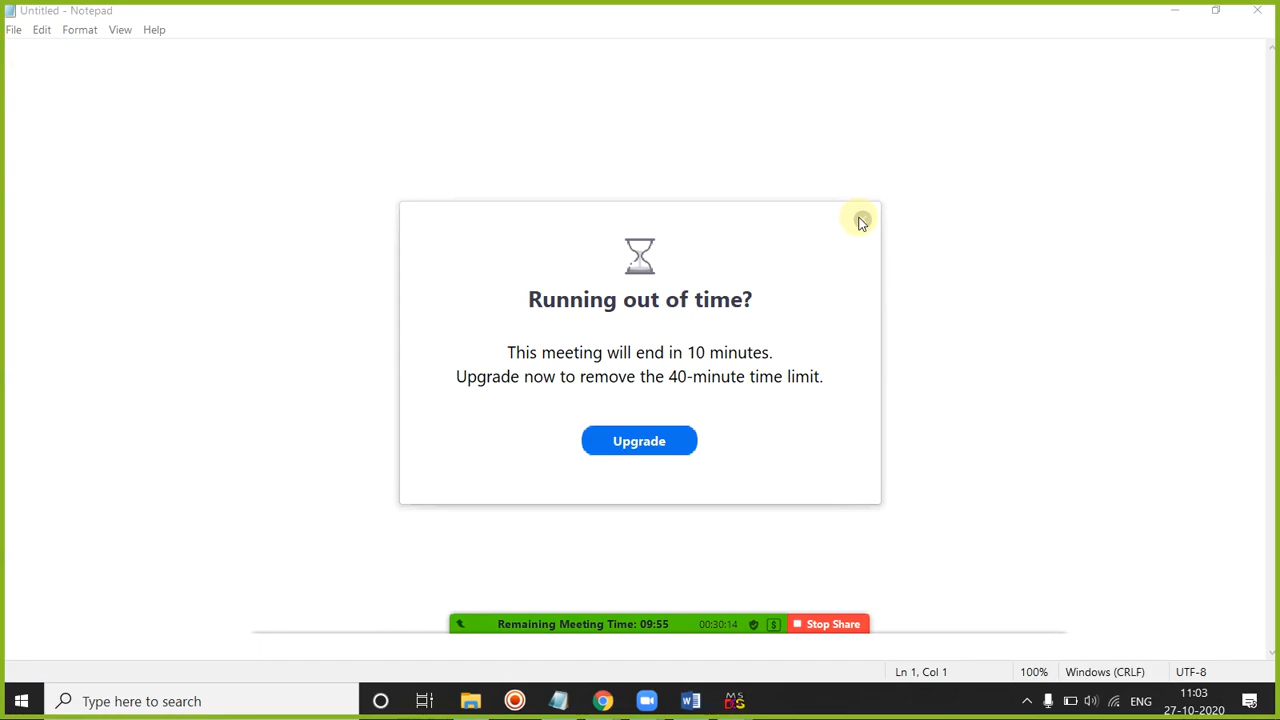 Untitled - Notepad
File Edit Format View Help
Running out of time?
This meeting will end in 10 minutes.
Upgrade now to remove the 40-minute time limit.
Upgrade
Remaining Meeting Time: 09:55 00:30:14 $ Stop Share
Ln 1, Col 1 100% Windows (CRLF) UTF-8
Type here to search W MS DS ENG 11:03
27-10-2020